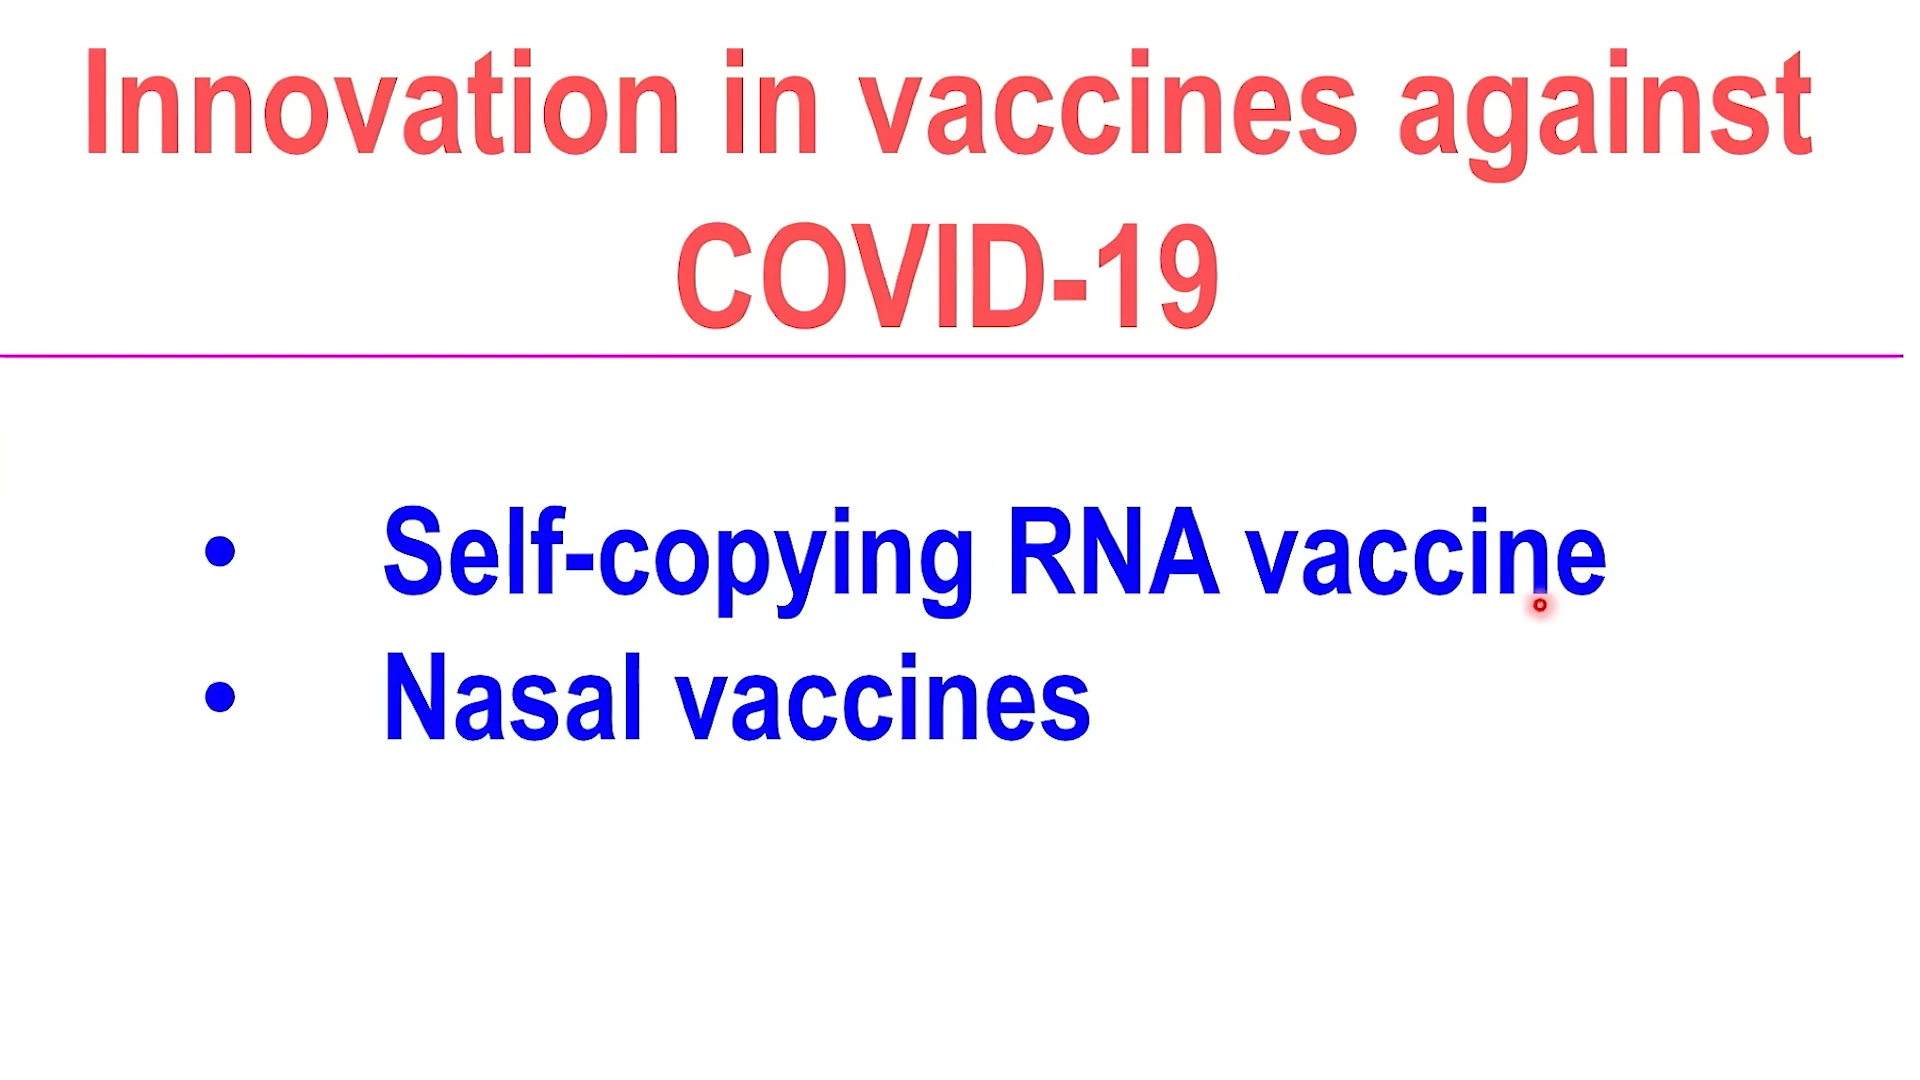 Innovation in vaccines against
COVID-19
• Self-copying RNA vaccine
• Nasal vaccines